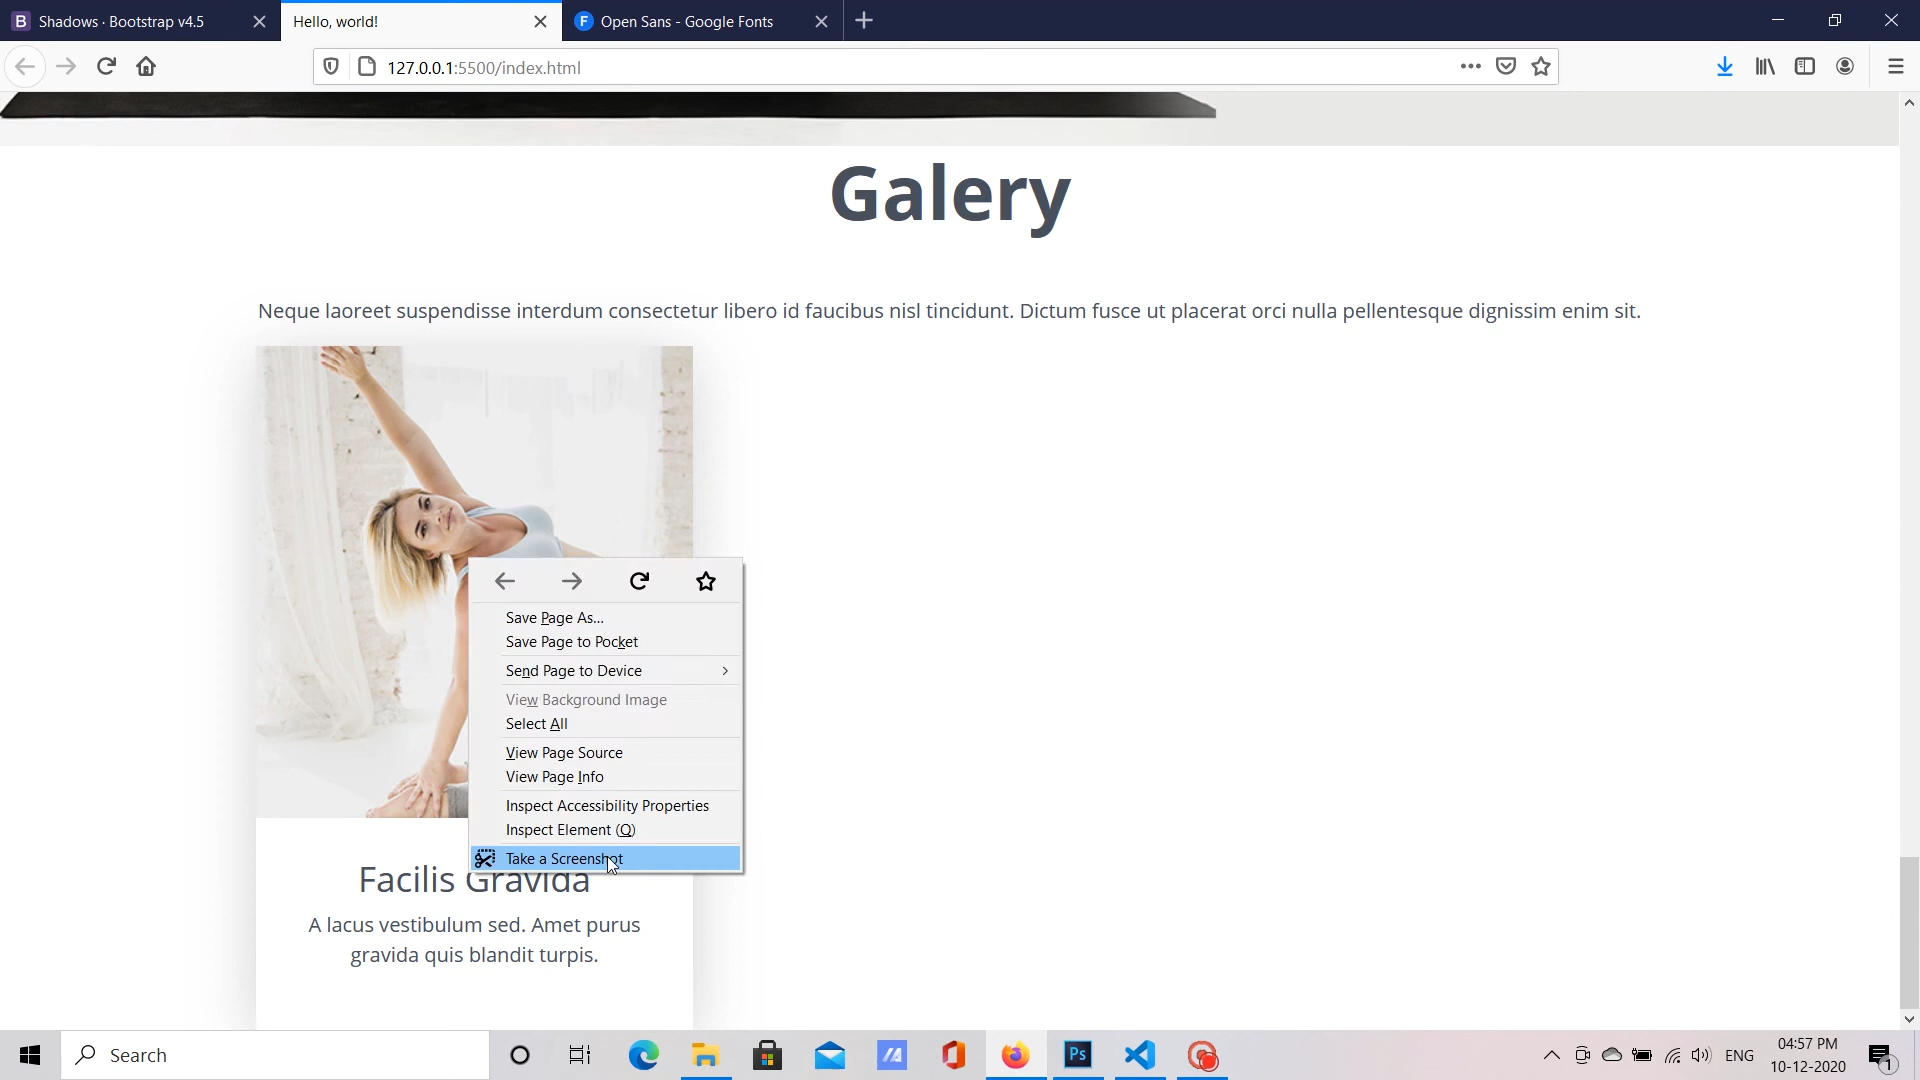 Shadows · Bootstrap v4.5
Hello, world!
Open Sans - Google Fonts
127.0.0.1:5500/index.html
Galery
Neque laoreet suspendisse interdum consectetur libero id faucibus nisl tincidunt. Dictum fusce ut placerat orci nulla pellentesque dignissim enim sit.
Save Page As...
Save Page to Pocket
Send Page to Device
View Background Image
Select All
View Page Source
View Page Info
Inspect Accessibility Properties
Inspect Element (Q)
Take a Screenshot
Facilis Gravida
A lacus vestibulum sed. Amet purus
gravida quis blandit turpis.
Search
Ps
ENG
04:57 PM
10-12-2020
1